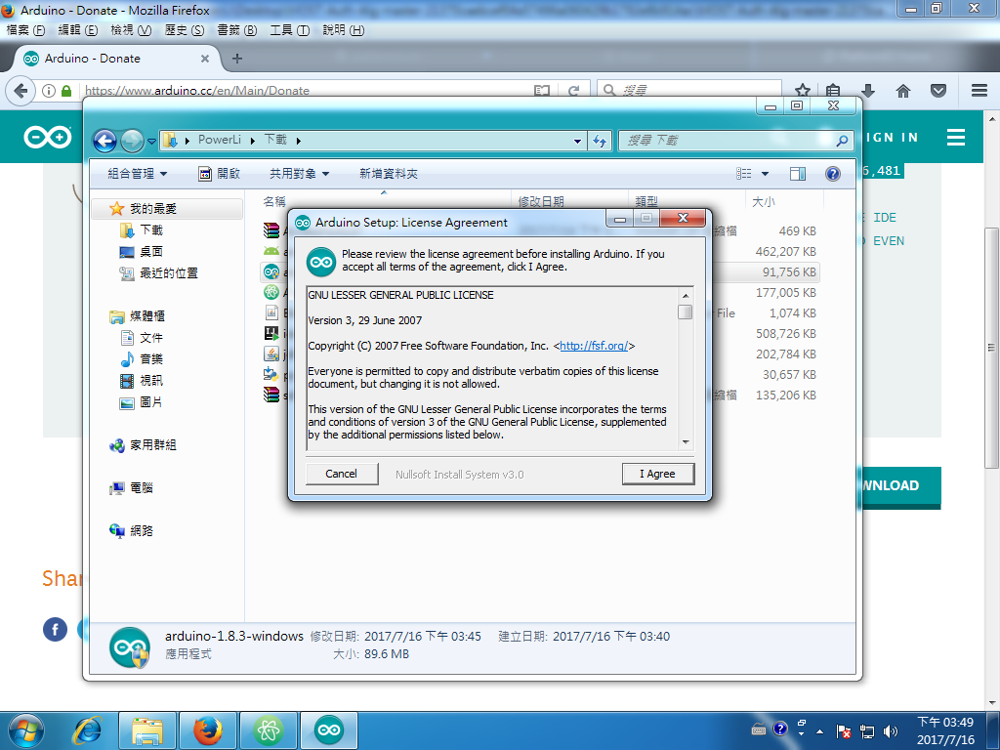 Arduino - Donate - Mozilla Firefox
檔案 (F) 編輯 (E) 檢視 (V) 歷史 (S) 書籤 (B) 工具 (T) 說明 (H)
Arduino - Donate
https://www.arduino.cc/en/Main/Donate
搜尋
IGN IN
PowerLi
下載
搜尋 下載
組合管理
開啟
共用對象
新增資料夾
6,481
IDE
EVEN
我的最愛
下載
桌面
最近的位置
媒體櫃
文件
音樂
視訊
圖片
家用群組
電腦
網路
名稱
修改日期
類型
大小
縮檔 469 KB
462,207 KB
91,756 KB
177,005 KB
File 1,074 KB
508,726 KB
202,784 KB
30,657 KB
縮檔 135,206 KB
Arduino Setup: License Agreement
Please review the license agreement before installing Arduino. If you
accept all terms of the agreement, click I Agree.
GNU LESSER GENERAL PUBLIC LICENSE
Version 3, 29 June 2007
Copyright (C) 2007 Free Software Foundation, Inc. <http://fsf.org/>
Everyone is permitted to copy and distribute verbatim copies of this license
document, but changing it is not allowed.
This version of the GNU Lesser General Public License incorporates the terms
and conditions of version 3 of the GNU General Public License, supplemented
by the additional permissions listed below.
Cancel
Nullsoft Install System v3.0
I Agree
WNLOAD
Shar
arduino-1.8.3-windows 修改日期: 2017/7/16 下午 03:45 建立日期: 2017/7/16 下午 03:40
應用程式 大小: 89.6 MB
下午 03:49
2017/7/16